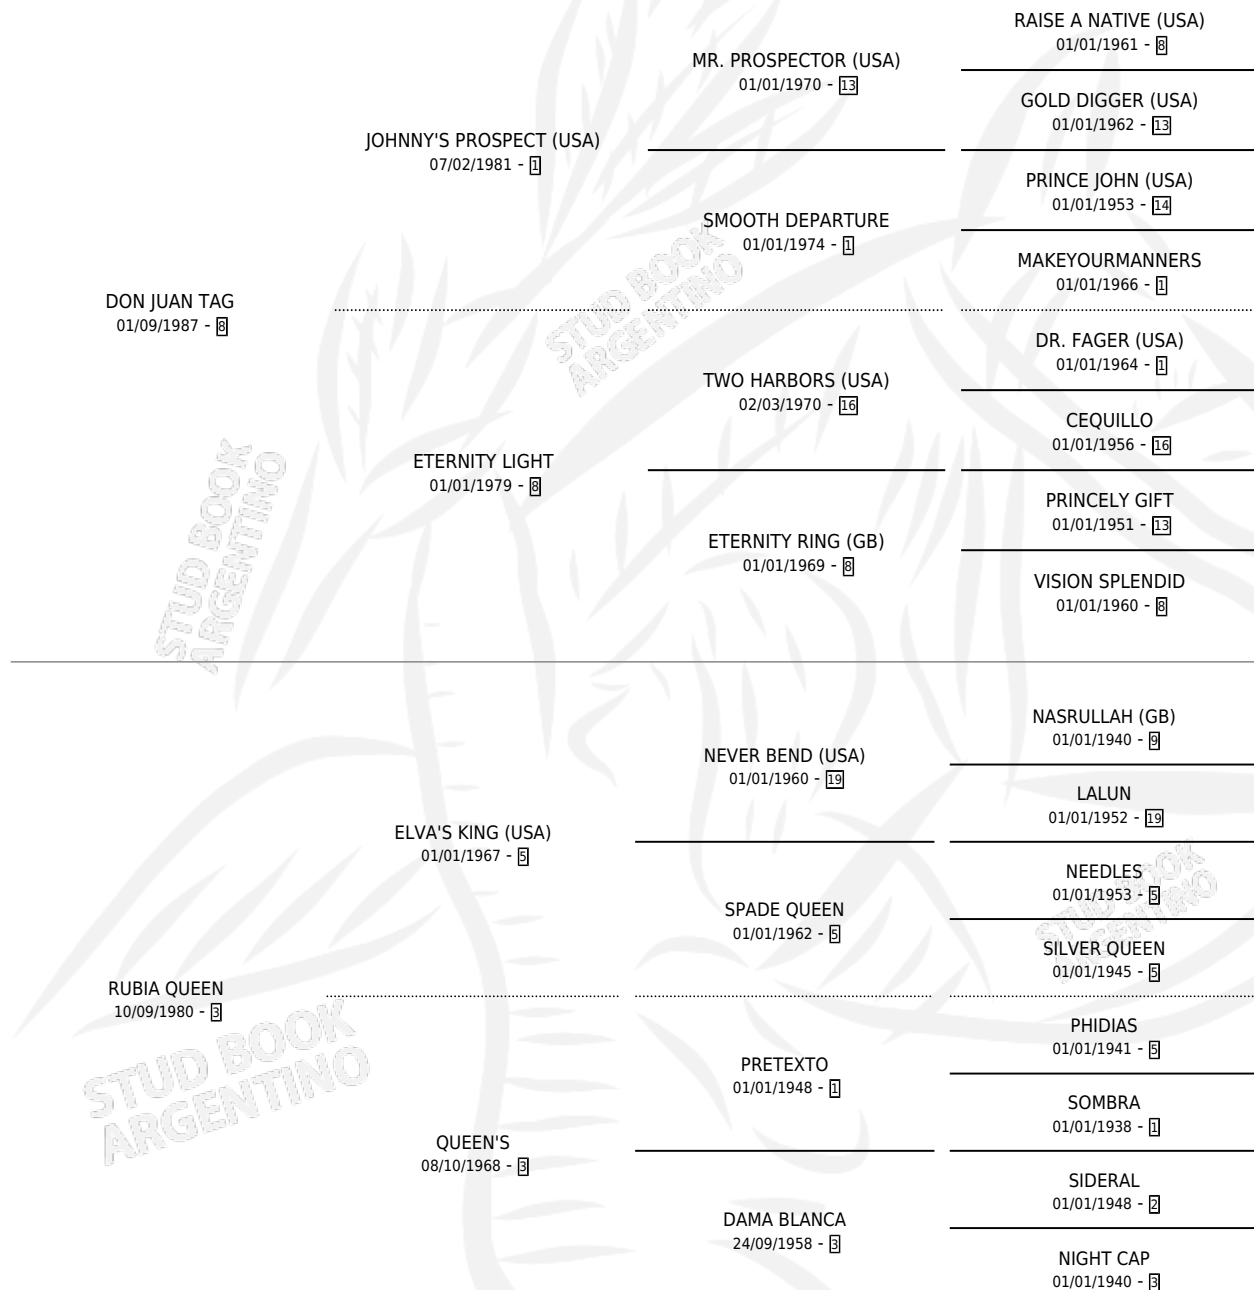 RAISE A NATIVE (USA)
01/01/1961 - 8
MR. PROSPECTOR (USA)
01/01/1970 - 13
GOLD DIGGER (USA)
01/01/1962 - 13
JOHNNY'S PROSPECT (USA)
07/02/1981 - 1
PRINCE JOHN (USA)
01/01/1953 - 14
SMOOTH DEPARTURE
01/01/1974 - 1
MAKEYOURMANNERS
01/01/1966 - 1
DON JUAN TAG
01/09/1987 - 8
DR. FAGER (USA)
01/01/1964 - 1
TWO HARBORS (USA)
02/03/1970 - 16
CEQUILLO
01/01/1956 - 16
ETERNITY LIGHT
01/01/1979 - 8
PRINCELY GIFT
01/01/1951 - 13
ETERNITY RING (GB)
01/01/1969 - 8
VISION SPLENDID
01/01/1960 - 8
NASRULLAH (GB)
01/01/1940 - 9
NEVER BEND (USA)
01/01/1960 - 19
LALUN
01/01/1952 - 19
ELVA'S KING (USA)
01/01/1967 - 5
NEEDLES
01/01/1953 - 5
SPADE QUEEN
01/01/1962 - 5
SILVER QUEEN
01/01/1945 - 5
RUBIA QUEEN
10/09/1980 - 3
PHIDIAS
01/01/1941 - 5
PRETEXTO
01/01/1948 - 1
SOMBRA
01/01/1938 - 1
QUEEN'S
08/10/1968 - 3
SIDERAL
01/01/1948 - 2
DAMA BLANCA
24/09/1958 - 3
NIGHT CAP
01/01/1940 - 3
STUD BOOK
ARGENTINO
STUD BOOK
ARGENTINO
STUD BOOK
ARGENTINO
STUD BOOK
ARGENTINO